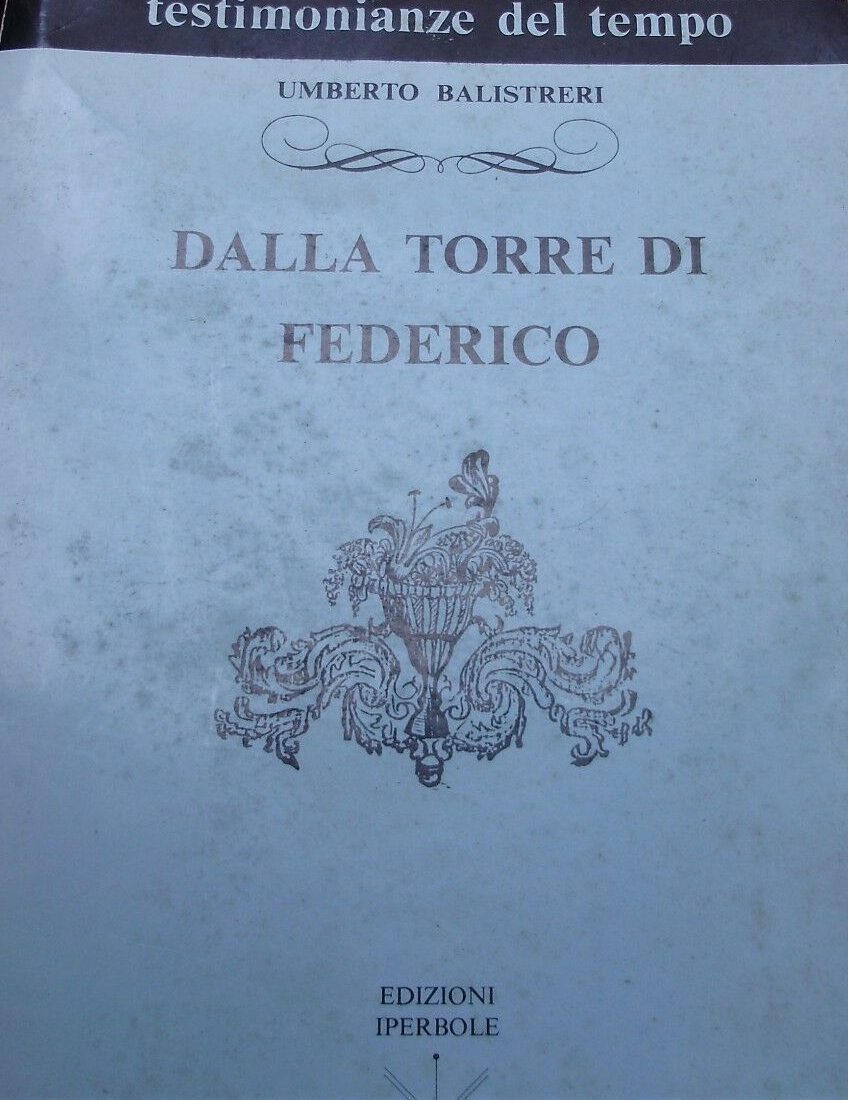 testimonianze del tempo
UMBERTO BALISTRERI
DALLA TORRE DI
FEDERICO
EDIZIONI
IPERBOLE